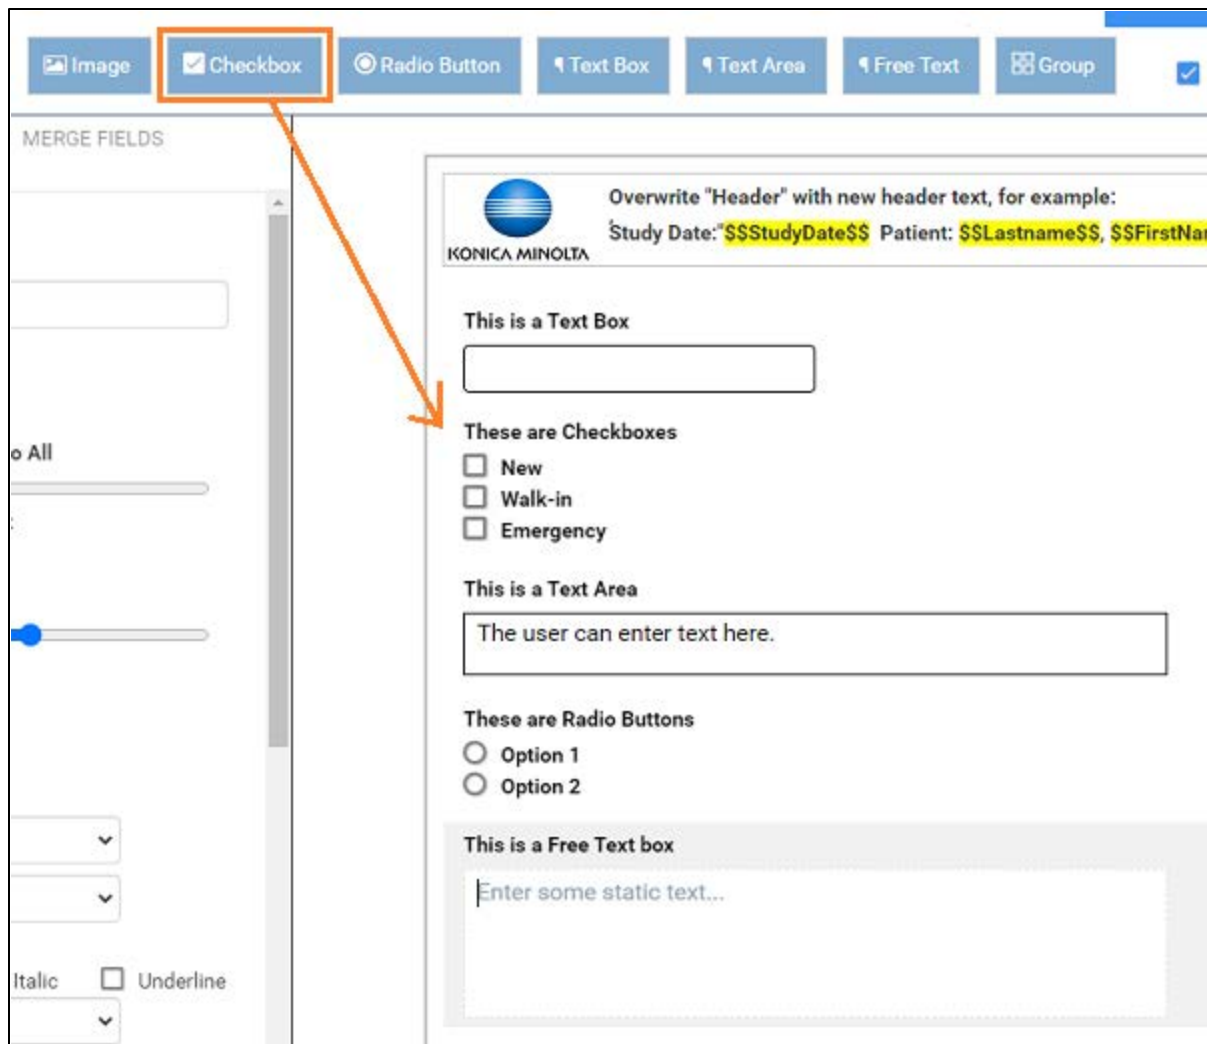 Image
Checkbox
Radio Button
Text Box
Text Area
Free Text
Group
MERGE FIELDS
o All
Italic
Underline
KONICA MINOLTA
Overwrite "Header" with new header text, for example:
Study Date:"$$StudyDate$$ Patient: $$Lastname$$, $$FirstNar
This is a Text Box
These are Checkboxes
New
Walk-in
Emergency
This is a Text Area
The user can enter text here.
These are Radio Buttons
Option 1
Option 2
This is a Free Text box
Enter some static text...